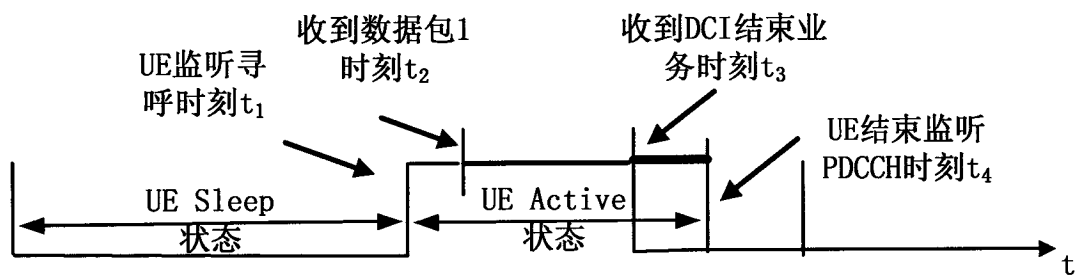 收到数据包1
时刻t₂
收到DCI结束业
务时刻t₃
UE监听寻
呼时刻t₁
UE结束监听
PDCCH时刻t₄
UE Sleep
状态
UE Active
状态
t